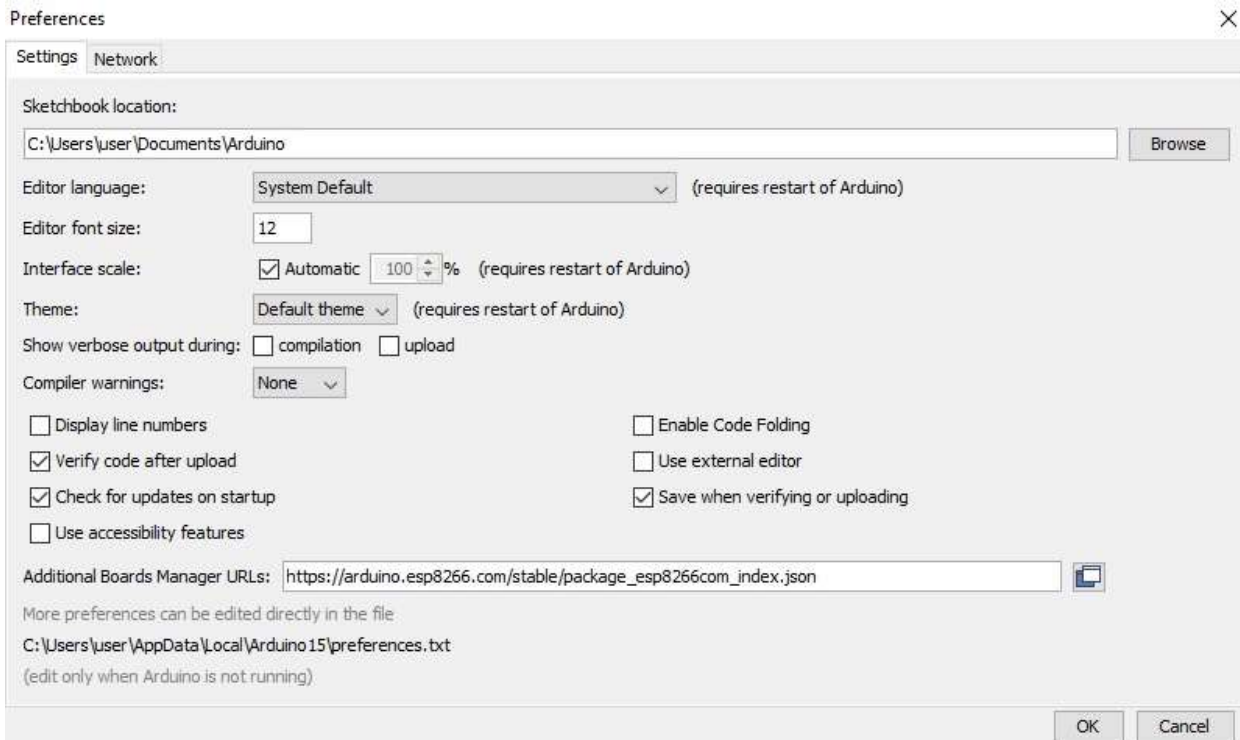 Preferences
Settings Network
Sketchbook location:
C:\Users\user\Documents\Arduino Browse
Editor language: System Default (requires restart of Arduino)
Editor font size: 12
Interface scale: Automatic 100 % (requires restart of Arduino)
Theme: Default theme (requires restart of Arduino)
Show verbose output during: compilation upload
Compiler warnings: None
Display line numbers Enable Code Folding
Verify code after upload Use external editor
Check for updates on startup Save when verifying or uploading
Use accessibility features
Additional Boards Manager URLs: https://arduino.esp8266.com/stable/package_esp8266com_index.json
More preferences can be edited directly in the file
C:\Users\user\AppData\Local\Arduino15\preferences.txt
(edit only when Arduino is not running)
OK Cancel